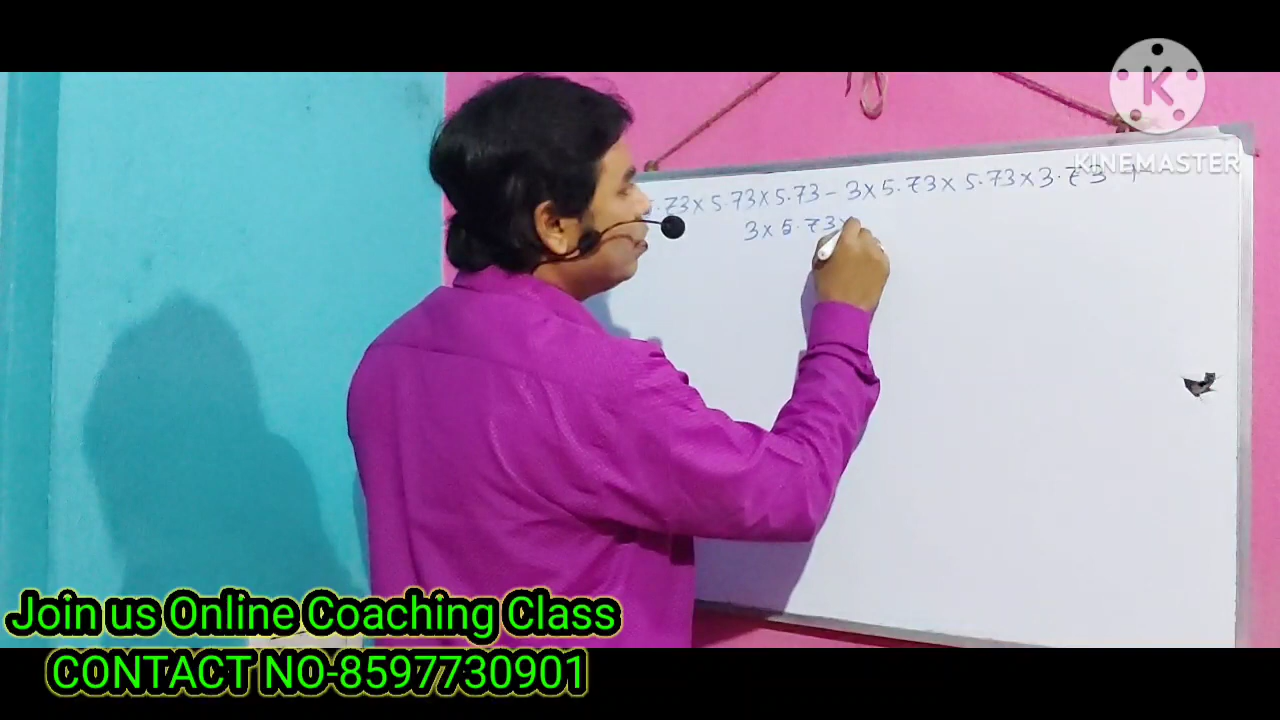 KINEMASTER
.73 × 5.73 × 5.73 - 3 × 5.73 × 5.73 × 3.73 +
3 × 5.73 ×
Join us Online Coaching Class
CONTACT NO-8597730901